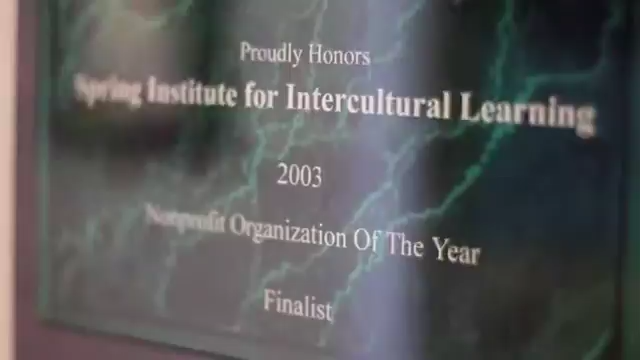 Proudly Honors
Spring Institute for Intercultural Learning
2003
Nonprofit Organization Of The Year
Finalist